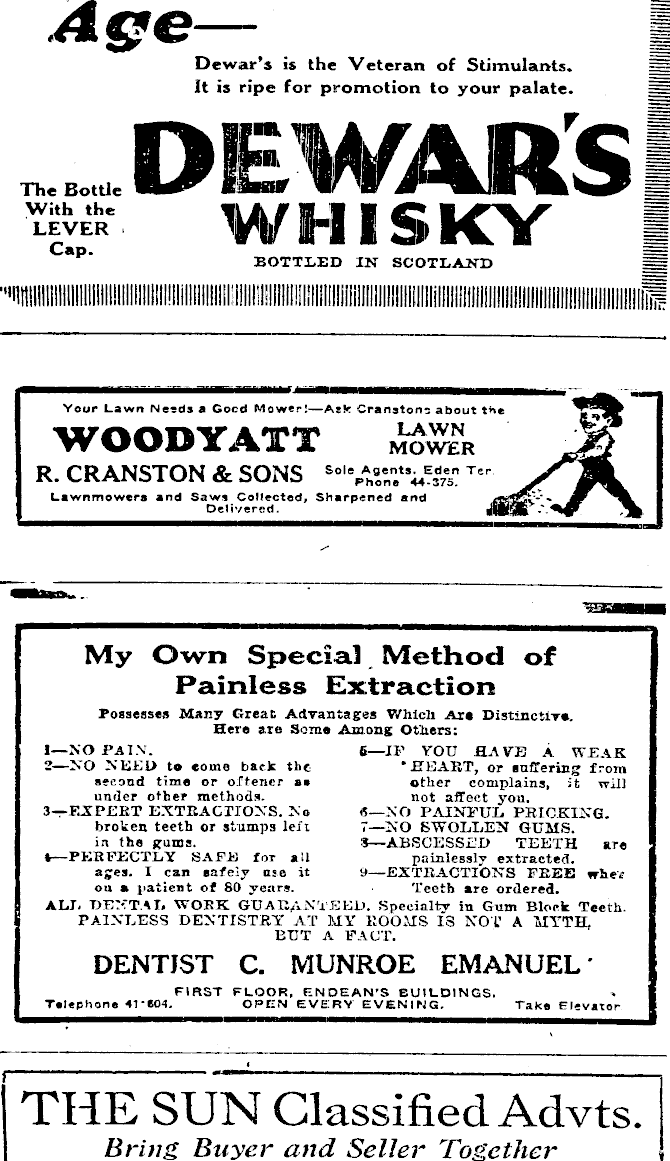 Age—
Dewar's is the Veteran of Stimulants.
It is ripe for promotion to your palate.
DEWAR'S
WHISKY
The Bottle
With the
LEVER
Cap.
BOTTLED IN SCOTLAND
Your Lawn Needs a Good Mower!—Ask Cranstons about the
WOODYATT
LAWN
MOWER
R. CRANSTON & SONS
Sole Agents. Eden Ter.
Phone 44-375.
Lawnmowers and Saws Collected, Sharpened and
Delivered.
My Own Special Method of
Painless Extraction
Possesses Many Great Advantages Which Are Distinctive.
Here are Some Among Others:
1—NO PAIN.
2—NO NEED to come back the
second time or oftener as
under other methods.
3—EXPERT EXTRACTIONS. No
broken teeth or stumps left
in the gums.
4—PERFECTLY SAFE for all
ages. I can safely use it
on a patient of 80 years.
5—IF YOU HAVE A WEAK
HEART, or suffering from
other complains, it will
not affect you.
6—NO PAINFUL PRICKING.
7—NO SWOLLEN GUMS.
8—ABSCESSED TEETH are
painlessly extracted.
9—EXTRACTIONS FREE when
Teeth are ordered.
ALL DENTAL WORK GUARANTEED. Specialty in Gum Block Teeth.
PAINLESS DENTISTRY AT MY ROOMS IS NOT A MYTH,
BUT A FACT.
DENTIST C. MUNROE EMANUEL
FIRST FLOOR, ENDEAN'S BUILDINGS.
Telephone 41-604. OPEN EVERY EVENING. Take Elevator
THE SUN Classified Advts.
Bring Buyer and Seller Together